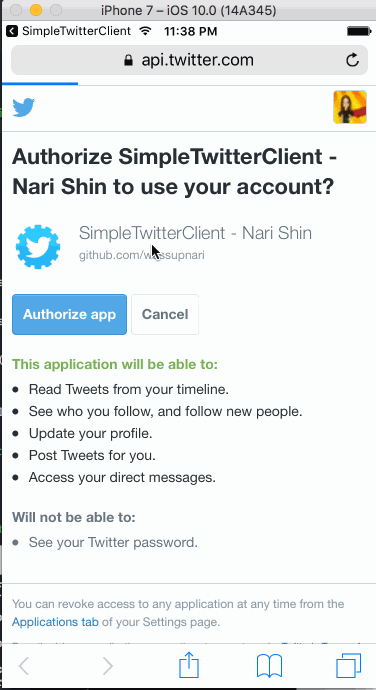 iPhone 7 – iOS 10.0 (14A345)
SimpleTwitterClient 11:38 PM
api.twitter.com
Authorize SimpleTwitterClient -
Nari Shin to use your account?
SimpleTwitterClient - Nari Shin
github.com/wassupnari
Authorize app Cancel
This application will be able to:
• Read Tweets from your timeline.
• See who you follow, and follow new people.
• Update your profile.
• Post Tweets for you.
• Access your direct messages.
Will not be able to:
• See your Twitter password.
You can revoke access to any application at any time from the
Applications tab of your Settings page.